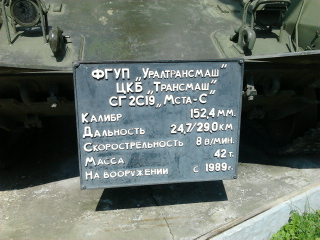 ФГУП „Уралтрансмаш"
ЦКБ „Трансмаш"
СГ 2С19 „Мста-С"
Калибр 152,4 мм.
Дальность 24,7/29,0 км
Скорострельность 8 в/мин.
Масса 42 т.
На вооружении с 1989г.